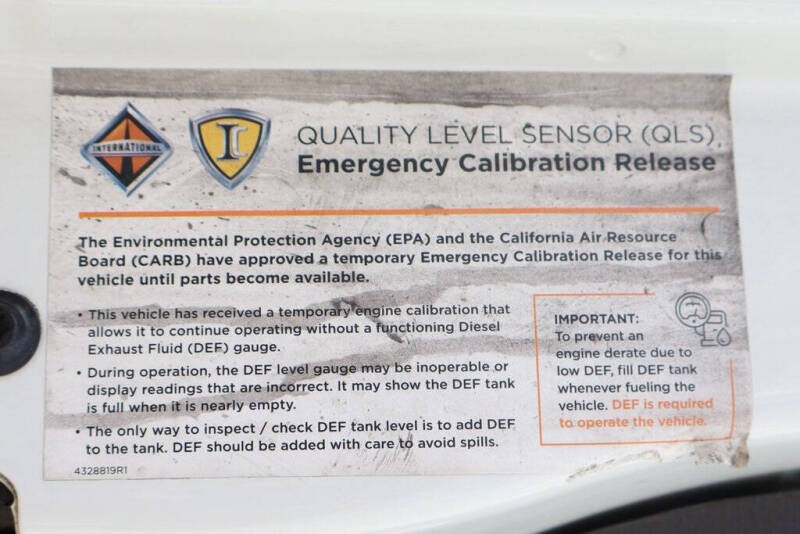 INTERNATIONAL
IC
QUALITY LEVEL SENSOR (QLS)
Emergency Calibration Release
The Environmental Protection Agency (EPA) and the California Air Resource
Board (CARB) have approved a temporary Emergency Calibration Release for this
vehicle until parts become available.
• This vehicle has received a temporary engine calibration that
allows it to continue operating without a functioning Diesel
Exhaust Fluid (DEF) gauge.
• During operation, the DEF level gauge may be inoperable or
display readings that are incorrect. It may show the DEF tank
is full when it is nearly empty.
• The only way to inspect / check DEF tank level is to add DEF
to the tank. DEF should be added with care to avoid spills.
4328819R1
IMPORTANT:
To prevent an
engine derate due to
low DEF, fill DEF tank
whenever fueling the
vehicle. DEF is required
to operate the vehicle.